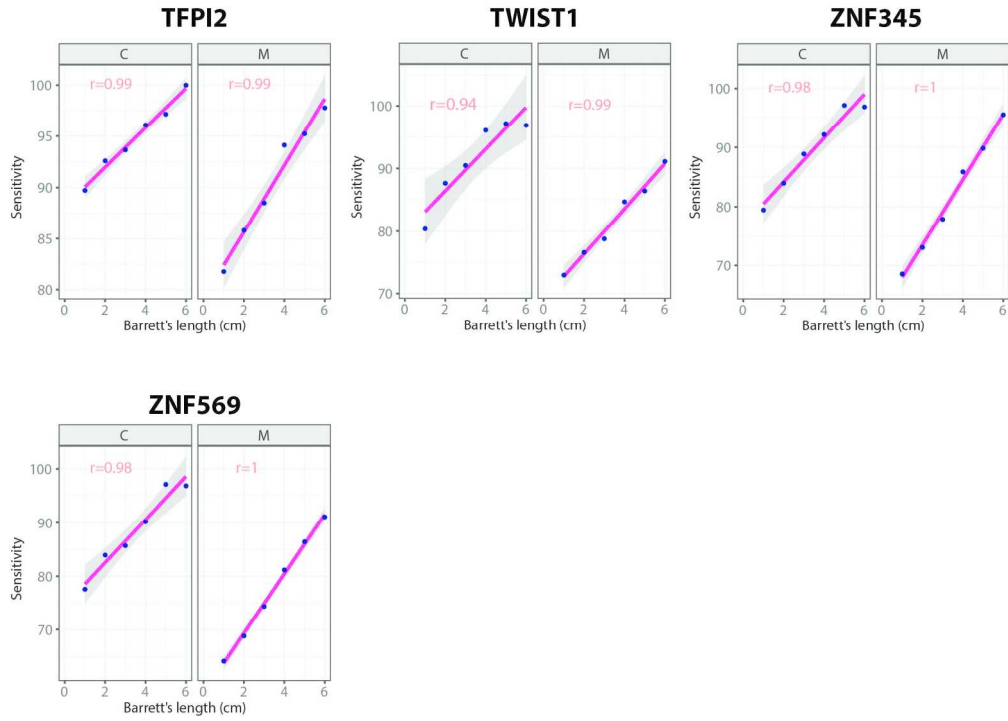 TFPI2
C M
r=0.99 r=0.99
100
95
90
85
80
Sensitivity
0 2 4 6 0 2 4 6
Barrett's length (cm)
TWIST1
C M
r=0.94 r=0.99
100
90
80
70
Sensitivity
0 2 4 6 0 2 4 6
Barrett's length (cm)
ZNF345
C M
r=0.98 r=1
100
90
80
70
Sensitivity
0 2 4 6 0 2 4 6
Barrett's length (cm)
ZNF569
C M
r=0.98 r=1
100
90
80
70
Sensitivity
0 2 4 6 0 2 4 6
Barrett's length (cm)